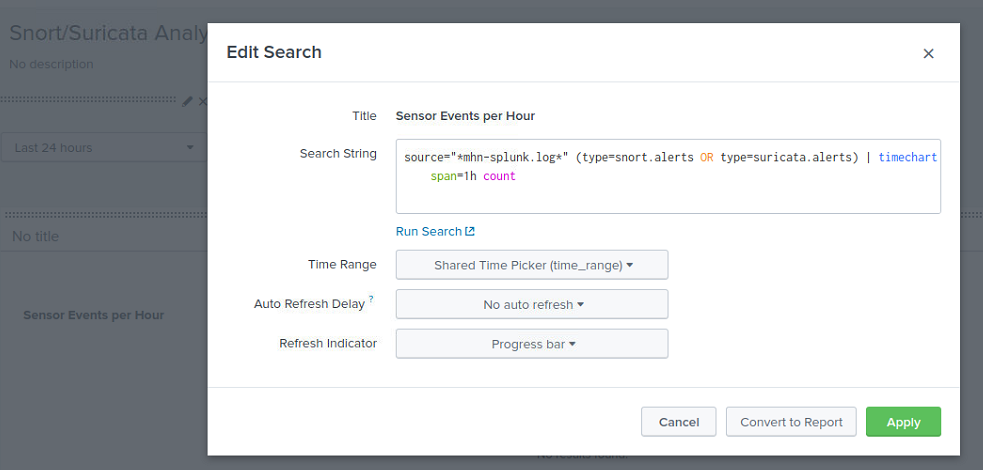 Snort/Suricata Analy
No description
Last 24 hours
No title
Sensor Events per Hour
Edit Search
Title Sensor Events per Hour
Search String
source="*mhn-splunk.log*" (type=snort.alerts OR type=suricata.alerts) | timechart
span=1h count
Run Search
Time Range Shared Time Picker (time_range)
Auto Refresh Delay ? No auto refresh
Refresh Indicator Progress bar
Cancel Convert to Report Apply
No results found.